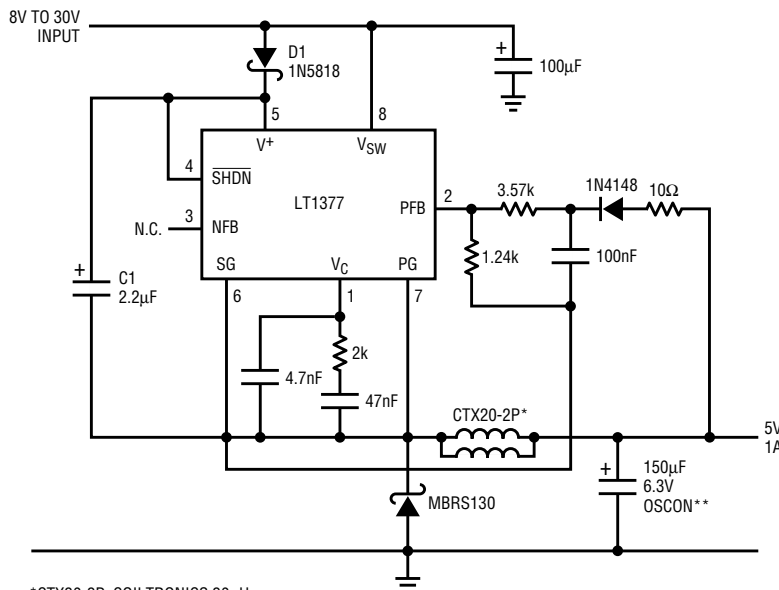 8V TO 30V
INPUT
D1
1N5818
+
100µF
5
8
V+
VSW
4
SHDN
LT1377
PFB
2
3.57k
1N4148
10Ω
N.C.
3
NFB
1.24k
100nF
+
C1
2.2µF
SG
VC
PG
6
1
7
2k
4.7nF
47nF
CTX20-2P*
5V
1A
+
150µF
6.3V
OSCON**
MBRS130